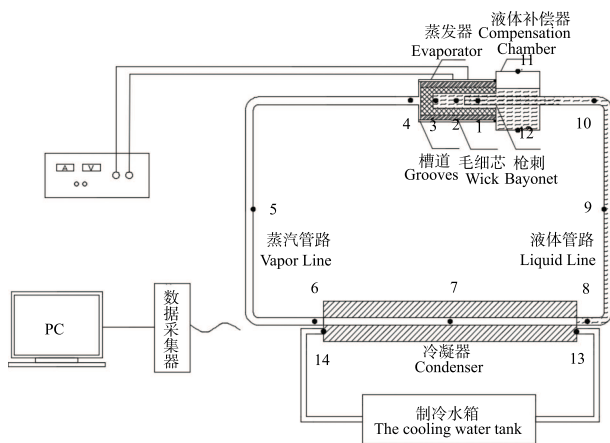 液体补偿器
Compensation
Chamber
蒸发器
Evaporator
11
4
3
2
1
12
10
槽道
Grooves
毛细芯
Wick
枪刺
Bayonet
A
V
5
9
蒸汽管路
Vapor Line
液体管路
Liquid Line
6
7
8
PC
数据采集器
14
13
冷凝器
Condenser
制冷水箱
The cooling water tank